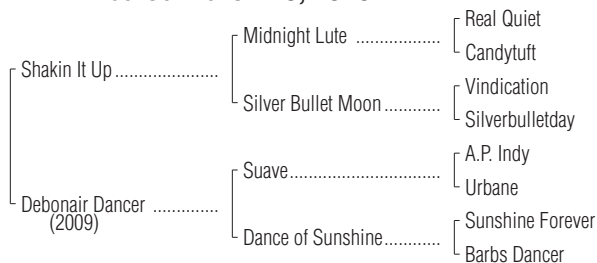 Real Quiet
Midnight Lute ..................
Candytuft
Shakin It Up ......................
Vindication
Silver Bullet Moon ............
Silverbulletday
A.P. Indy
Suave................................
Urbane
Debonair Dancer ..............
(2009)
Sunshine Forever
Dance of Sunshine............
Barbs Dancer